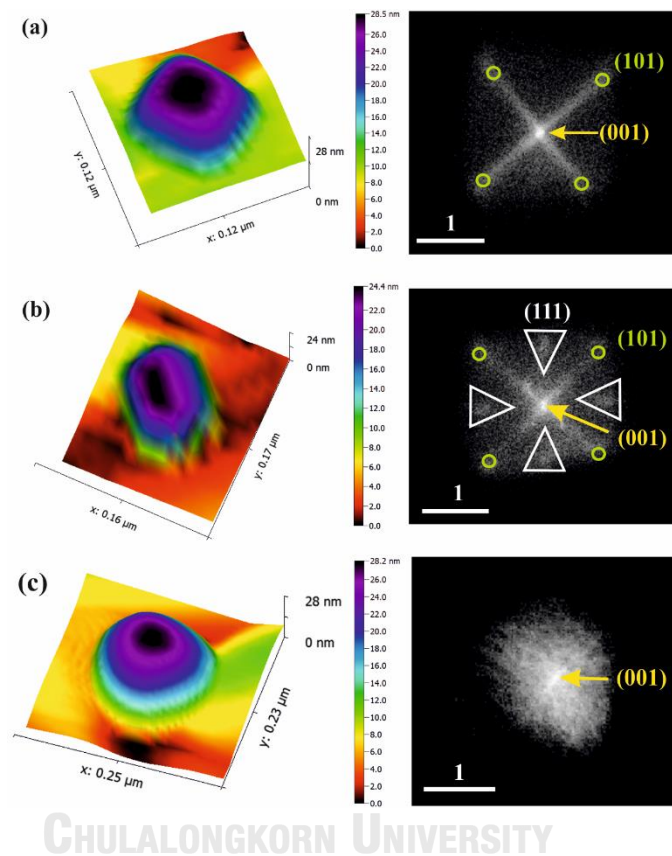 (a)
28.5 nm
26.0
24.0
22.0
20.0
18.0
16.0
14.0
12.0
10.0
8.0
6.0
4.0
2.0
0.0
y: 0.12 µm
x: 0.12 µm
28 nm
0 nm
(101)
(001)
1
(b)
24.4 nm
22.0
20.0
18.0
16.0
14.0
12.0
10.0
8.0
6.0
4.0
2.0
0.0
24 nm
0 nm
y: 0.17 µm
x: 0.16 µm
(111)
(101)
(001)
1
(c)
28.2 nm
26.0
24.0
22.0
20.0
18.0
16.0
14.0
12.0
10.0
8.0
6.0
4.0
2.0
0.0
28 nm
0 nm
y: 0.23 µm
x: 0.25 µm
(001)
1
CHULALONGKORN UNIVERSITY